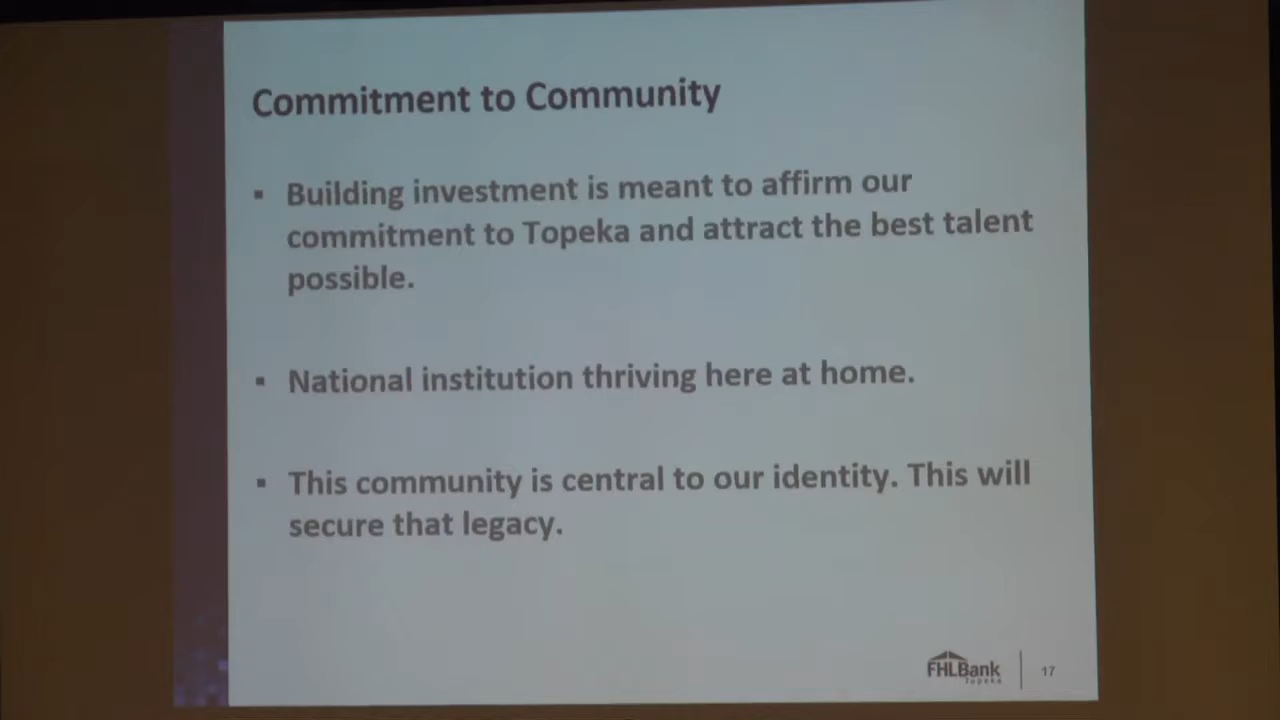 Commitment to Community
▪ Building investment is meant to affirm our
commitment to Topeka and attract the best talent
possible.
▪ National institution thriving here at home.
▪ This community is central to our identity. This will
secure that legacy.
FHLBank
Topeka
17